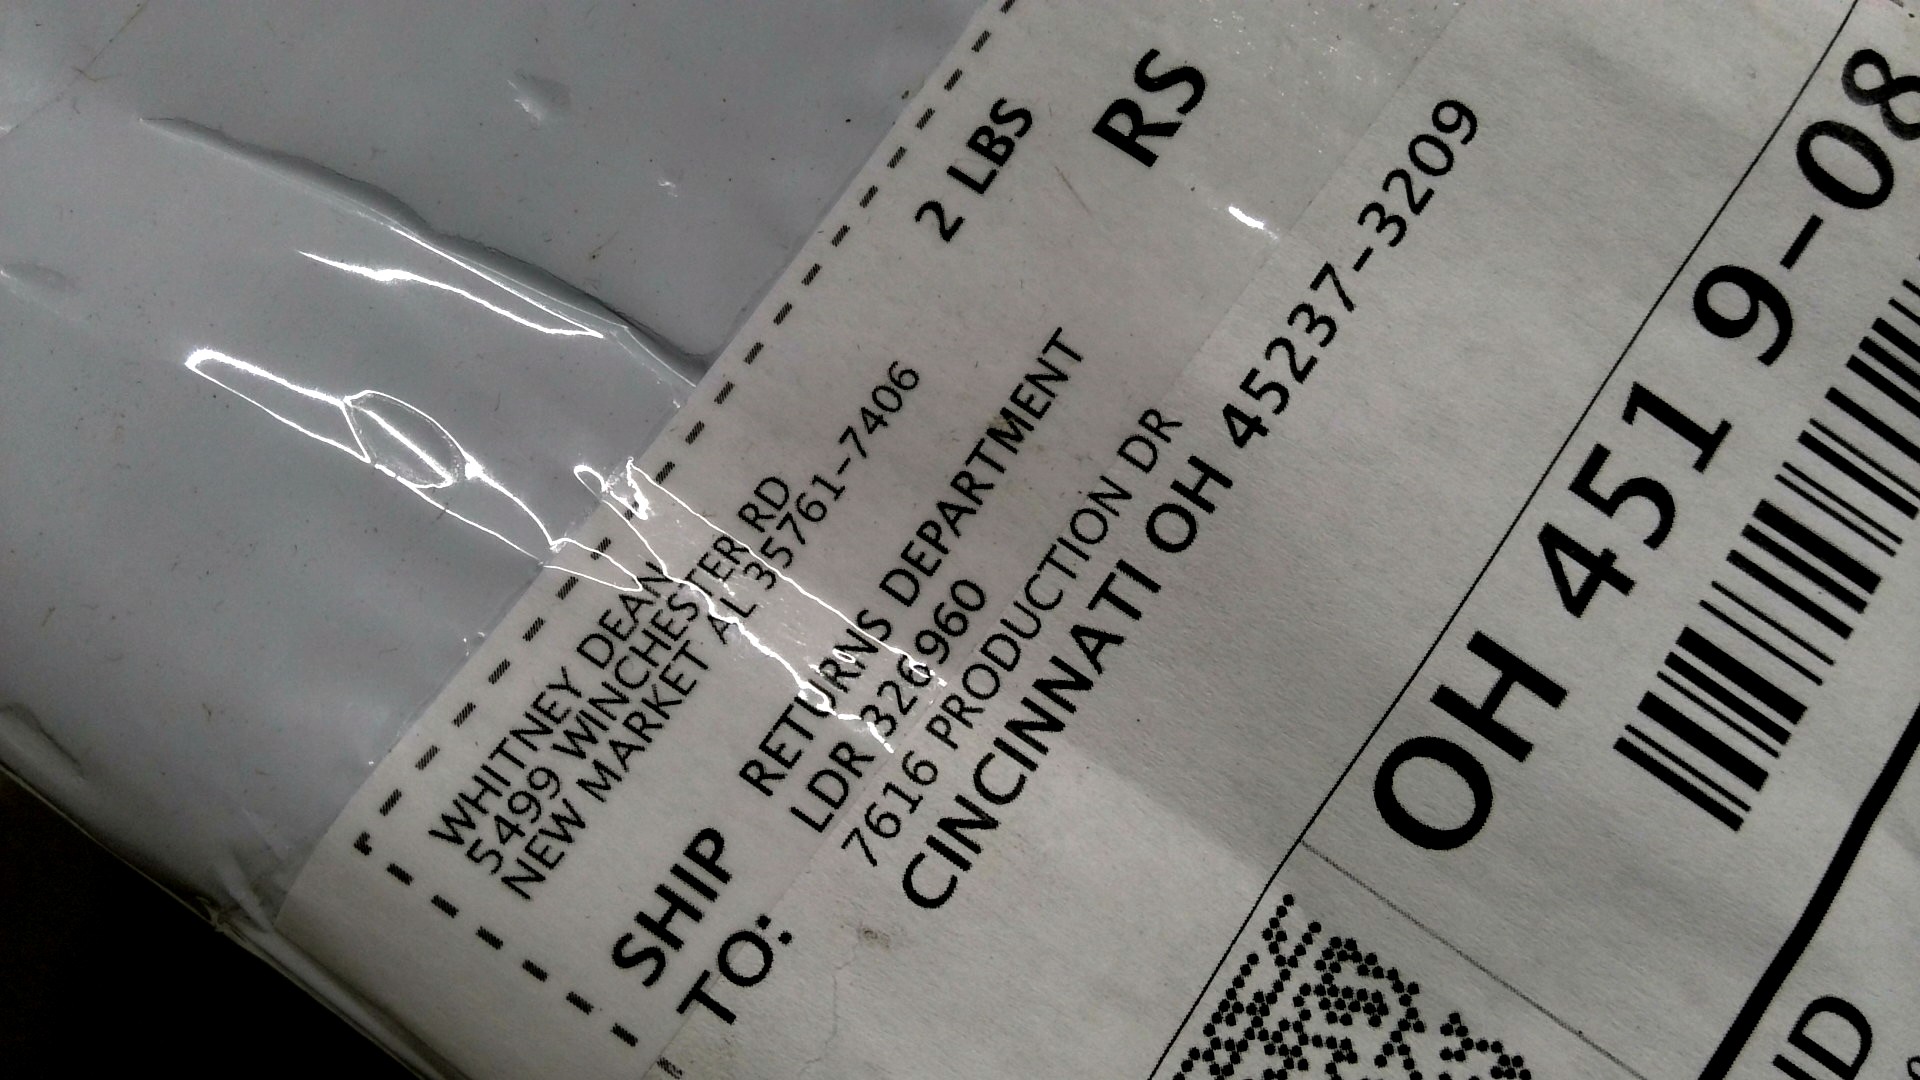 WHITNEY DEAN
5499 WINCHESTER RD
NEW MARKET AL 35761-7406
2 LBS
RS
SHIP
TO:
RETURNS DEPARTMENT
LDR 326960
7616 PRODUCTION DR
CINCINNATI OH 45237-3209
OH 451 9-08